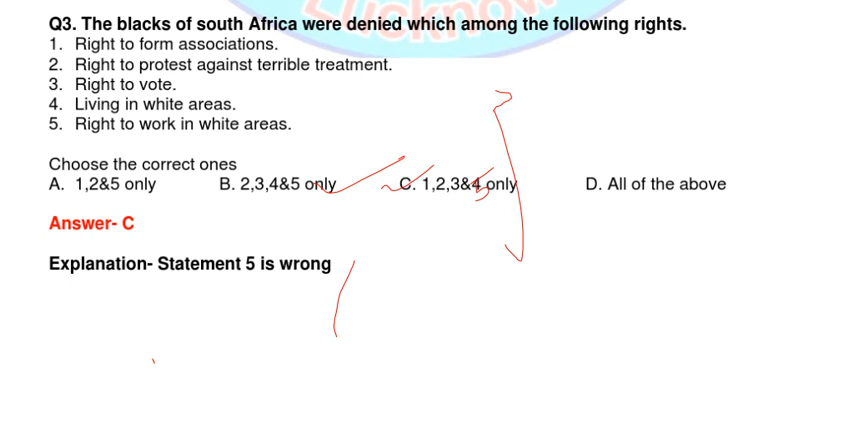 Lucknow
Q3. The blacks of south Africa were denied which among the following rights.
1. Right to form associations.
2. Right to protest against terrible treatment.
3. Right to vote.
4. Living in white areas.
5. Right to work in white areas.
Choose the correct ones
A. 1,2&5 only B. 2,3,4&5 only C. 1,2,3&4 only D. All of the above
Answer- C
Explanation- Statement 5 is wrong